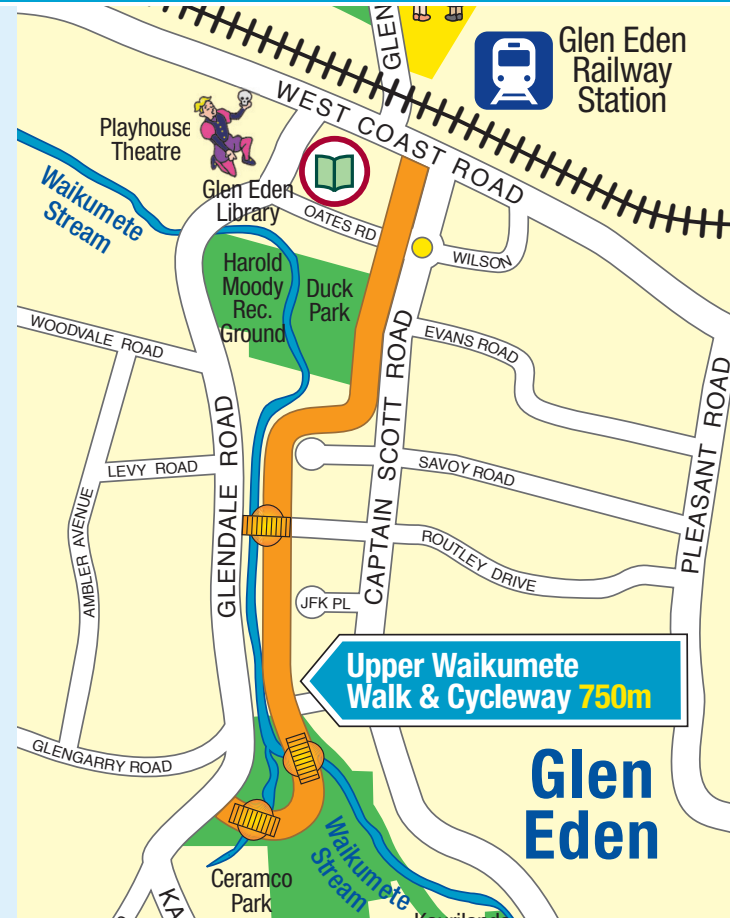 GLEN
Glen Eden
Railway
Station
WEST COAST ROAD
Playhouse
Theatre
Waikumete
Stream
Glen Eden
Library
OATES RD
WILSON
Harold
Moody
Rec.
Ground
Duck
Park
WOODVALE ROAD
EVANS ROAD
LEVY ROAD
SAVOY ROAD
AMBLER AVENUE
GLENDALE ROAD
CAPTAIN SCOTT ROAD
PLEASANT ROAD
ROUTLEY DRIVE
JFK PL
Upper Waikumete
Walk & Cycleway 750m
GLENGARRY ROAD
Glen
Eden
Waikumete
Stream
Ceramco
Park
KA